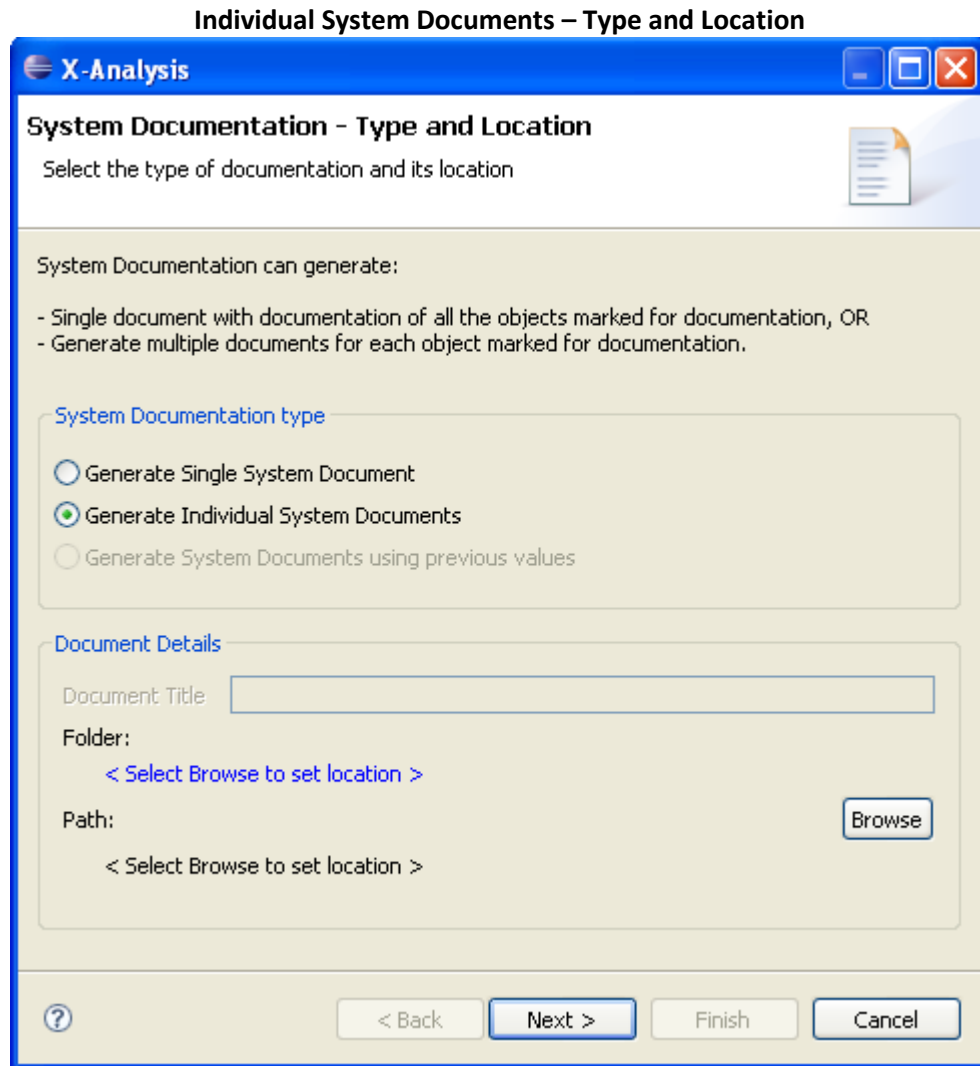 Individual System Documents – Type and Location
X-Analysis
System Documentation - Type and Location
Select the type of documentation and its location
System Documentation can generate:
- Single document with documentation of all the objects marked for documentation, OR
- Generate multiple documents for each object marked for documentation.
System Documentation type
Generate Single System Document
Generate Individual System Documents
Generate System Documents using previous values
Document Details
Document Title
Folder:
< Select Browse to set location >
Path:
Browse
< Select Browse to set location >
? < Back Next > Finish Cancel